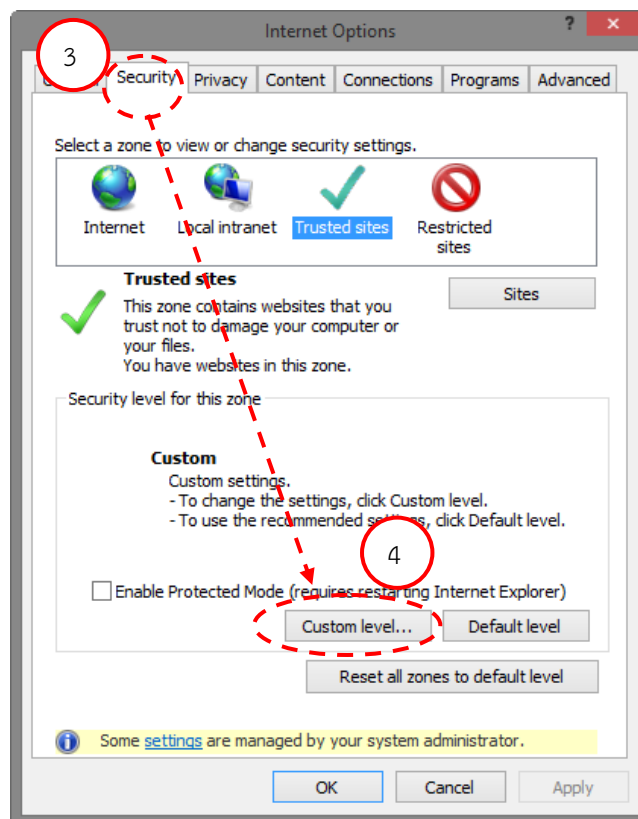 Internet Options ?
3
Security Privacy Content Connections Programs Advanced
Select a zone to view or change security settings.
Internet Local intranet Trusted sites Restricted
sites
Trusted sites
Sites
This zone contains websites that you
trust not to damage your computer or
your files.
You have websites in this zone.
Security level for this zone
Custom
Custom settings.
- To change the settings, click Custom level.
- To use the recommended settings, click Default level.
4
Enable Protected Mode (requires restarting Internet Explorer)
Custom level... Default level
Reset all zones to default level
Some settings are managed by your system administrator.
OK Cancel Apply